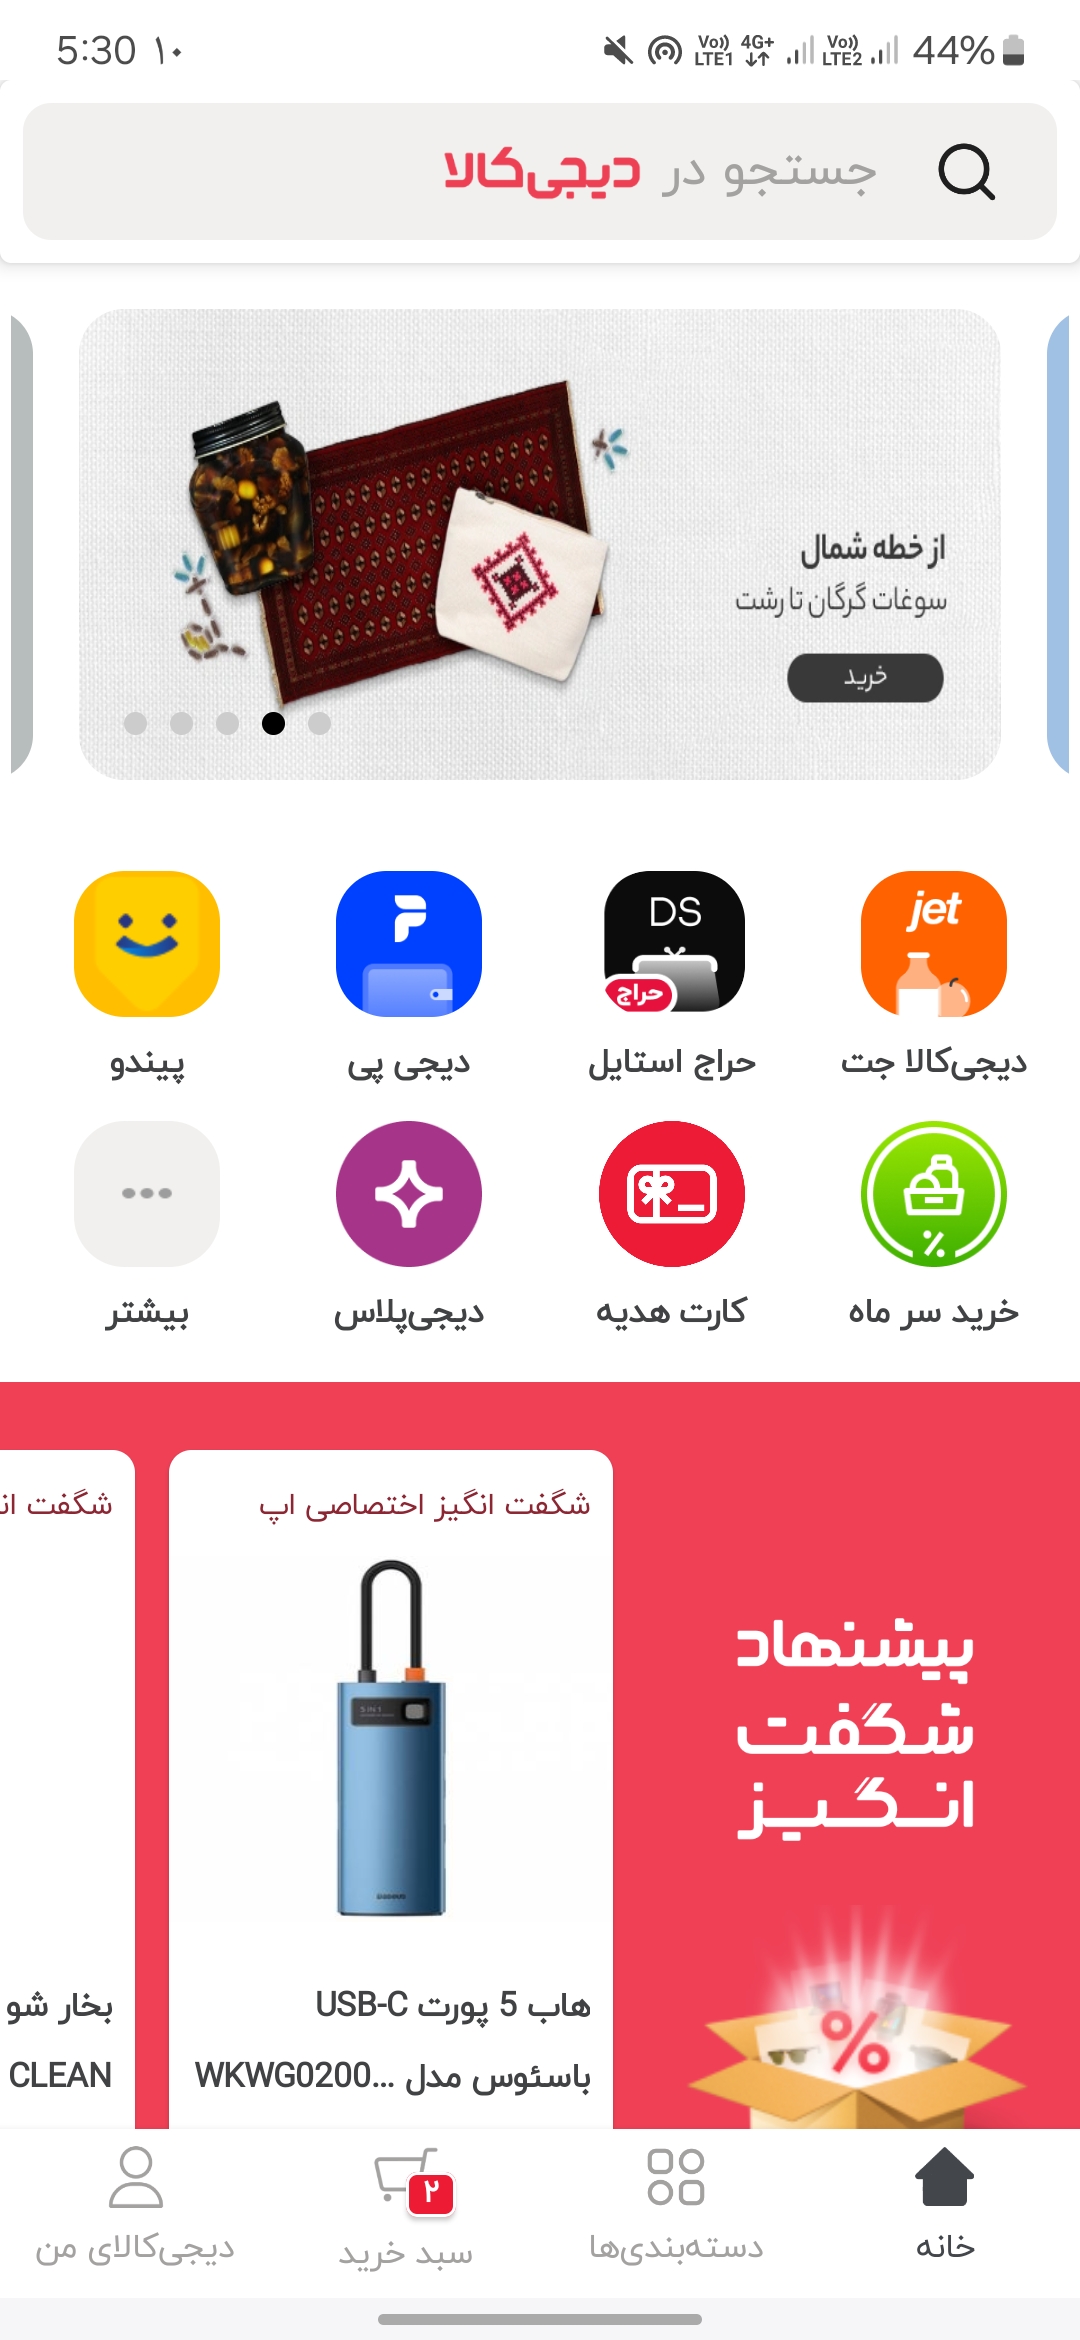 5:30 ۱۰
Vo)) LTE1 4G+ Vo)) LTE2 44%
جستجو در دیجی‌کالا
از خطه شمال
سوغات گرگان تا رشت
خرید
jet
DS
حراج
دیجی‌کالا جت
حراج استایل
دیجی پی
پیندو
%
خرید سر ماه
کارت هدیه
دیجی‌پلاس
بیشتر
پیشنهاد
شگفت
انگیز
%
شگفت انگیز اختصاصی اپ
5 IN 1
هاب 5 پورت USB-C
باسئوس مدل WKWG0200...
شگفت ان
بخار شو
CLEAN
خانه
دسته‌بندی‌ها
۲
سبد خرید
دیجی‌کالای من